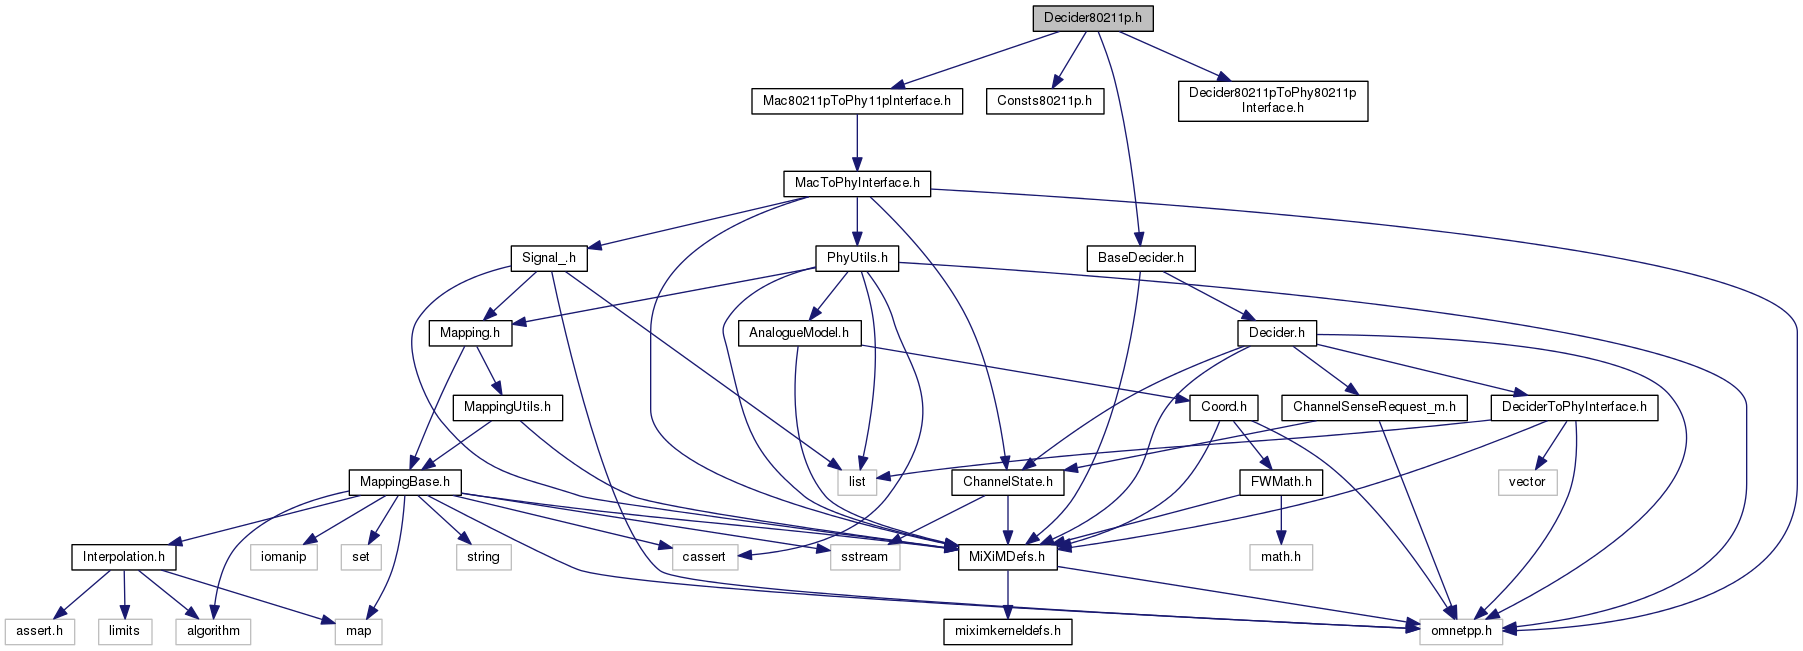 Decider80211p.h
Mac80211pToPhy11pInterface.h
Consts80211p.h
Decider80211pToPhy80211p
Interface.h
MacToPhyInterface.h
Signal_.h
PhyUtils.h
BaseDecider.h
Mapping.h
AnalogueModel.h
Decider.h
MappingUtils.h
Coord.h
ChannelSenseRequest_m.h
DeciderToPhyInterface.h
MappingBase.h
list
ChannelState.h
FWMath.h
vector
Interpolation.h
iomanip
set
string
cassert
sstream
MiXiMDefs.h
math.h
assert.h
limits
algorithm
map
miximkerneldefs.h
omnetpp.h